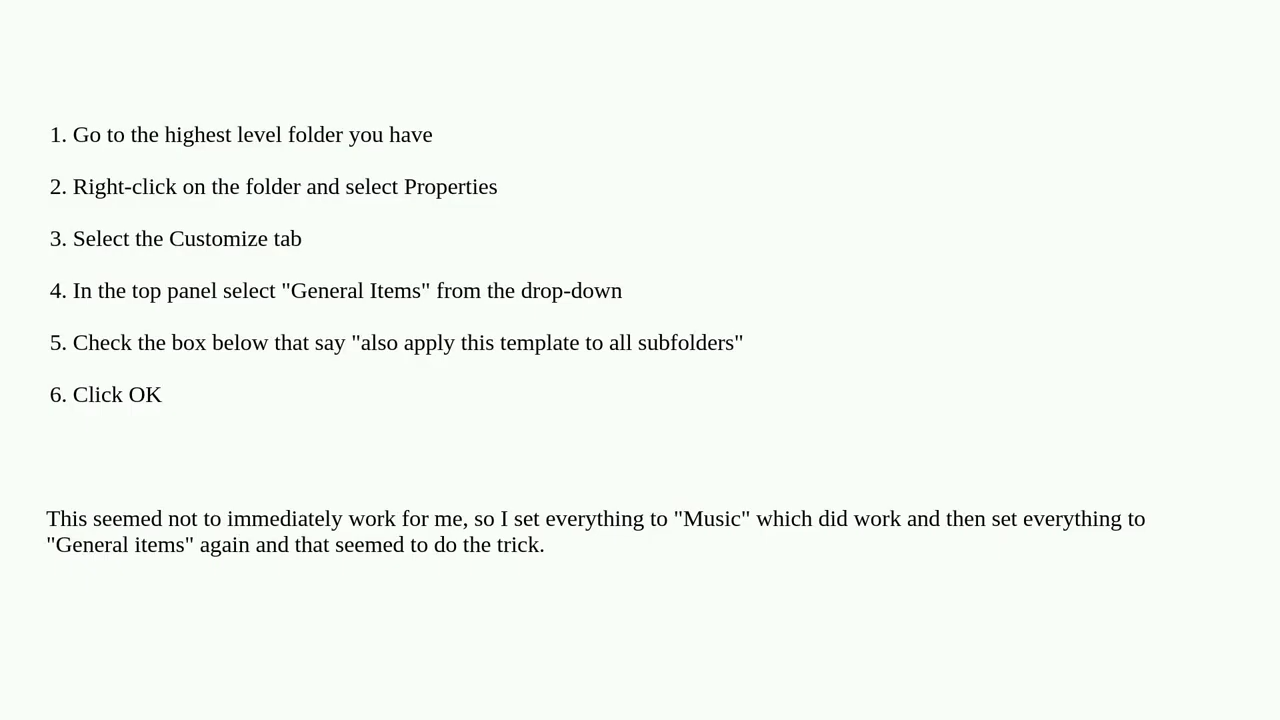 1. Go to the highest level folder you have
2. Right-click on the folder and select Properties
3. Select the Customize tab
4. In the top panel select "General Items" from the drop-down
5. Check the box below that say "also apply this template to all subfolders"
6. Click OK
This seemed not to immediately work for me, so I set everything to "Music" which did work and then set everything to
"General items" again and that seemed to do the trick.